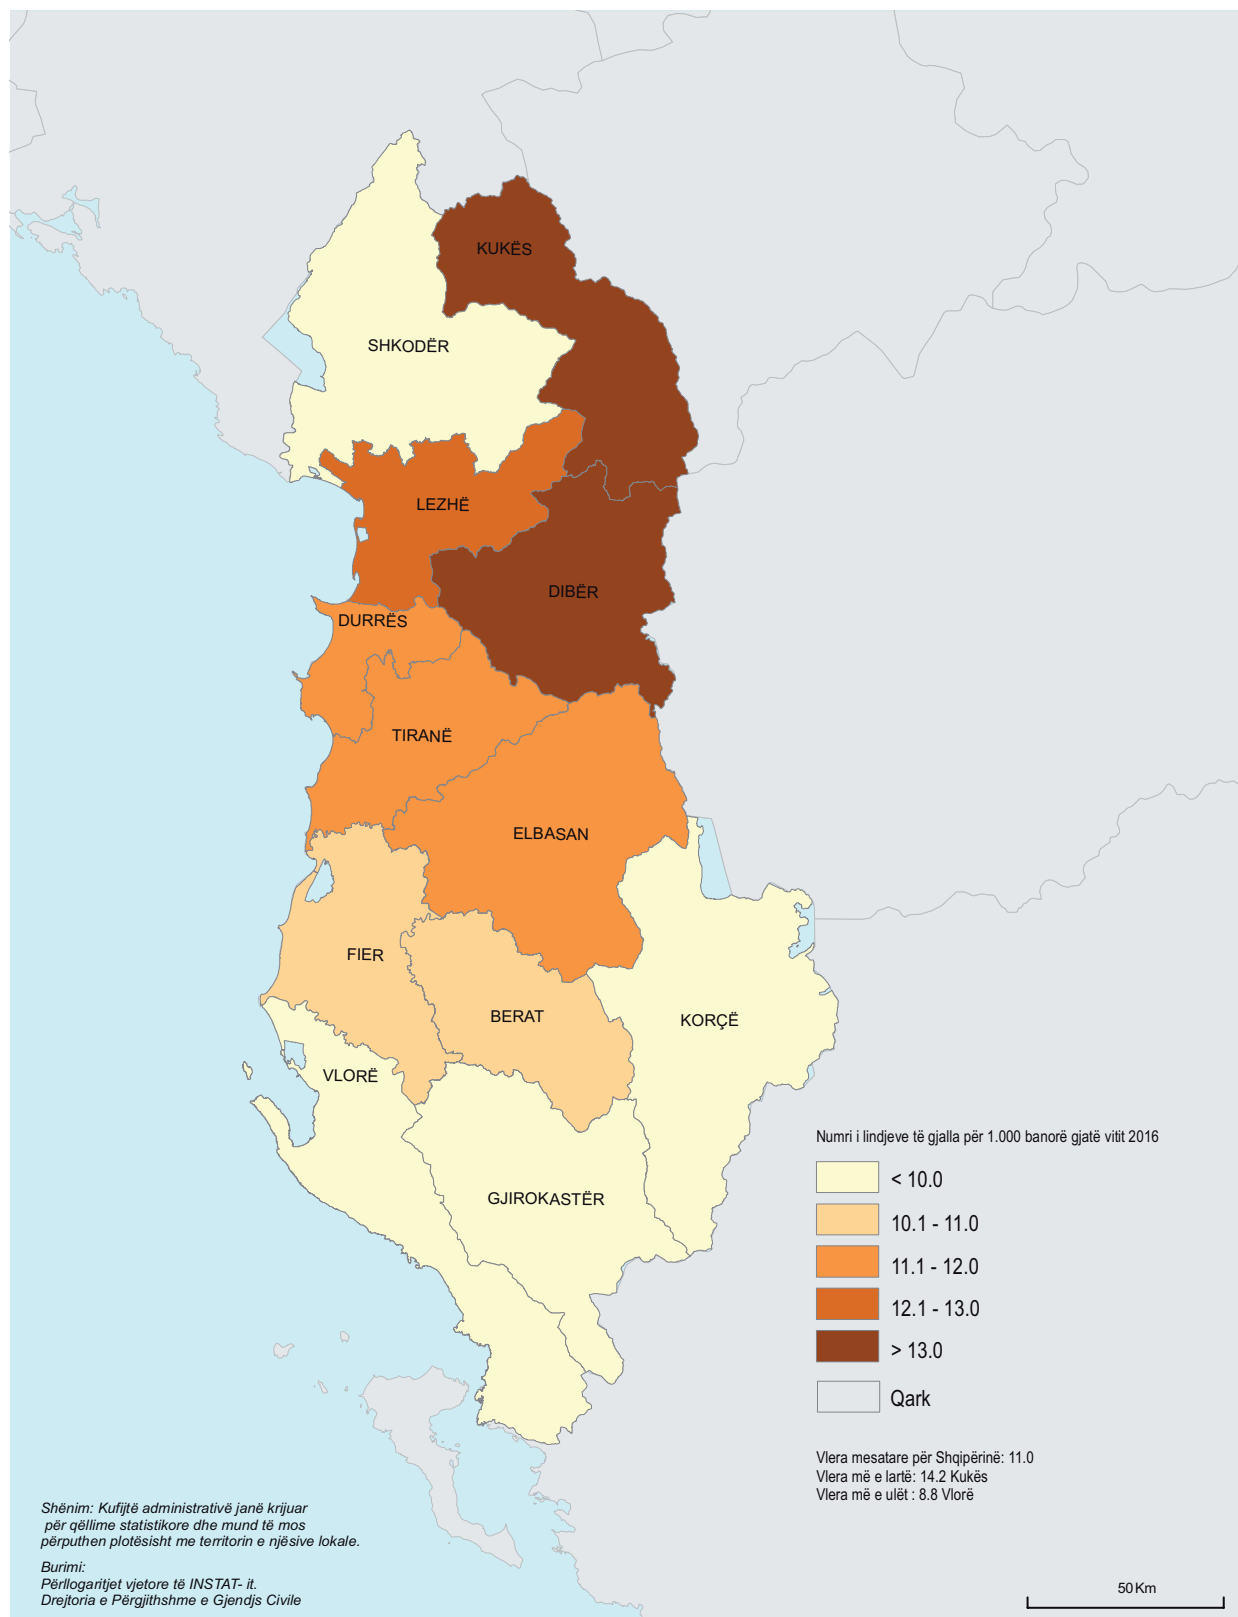 KUKËS
SHKODËR
LEZHË
DIBËR
DURRËS
TIRANË
ELBASAN
FIER
BERAT
KORÇË
VLORË
GJIROKASTËR
Numri i lindjeve të gjalla për 1.000 banorë gjatë vitit 2016
< 10.0
10.1 - 11.0
11.1 - 12.0
12.1 - 13.0
> 13.0
Qark
Vlera mesatare për Shqipërinë: 11.0
Vlera më e lartë: 14.2 Kukës
Vlera më e ulët : 8.8 Vlorë
Shënim: Kufijtë administrativë janë krijuar
për qëllime statistikore dhe mund të mos
përputhen plotësisht me territorin e njësive lokale.
Burimi:
Përllogaritjet vjetore të INSTAT- it.
Drejtoria e Përgjithshme e Gjendjs Civile
50 Km